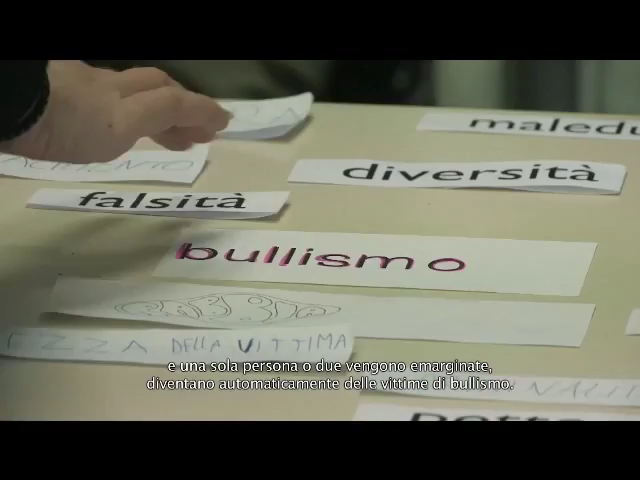 maledu
diversità
falsità
bullismo
DELLA VITTIMA
e una sola persona o due vengono emarginate,
diventano automaticamente delle vittime di bullismo.